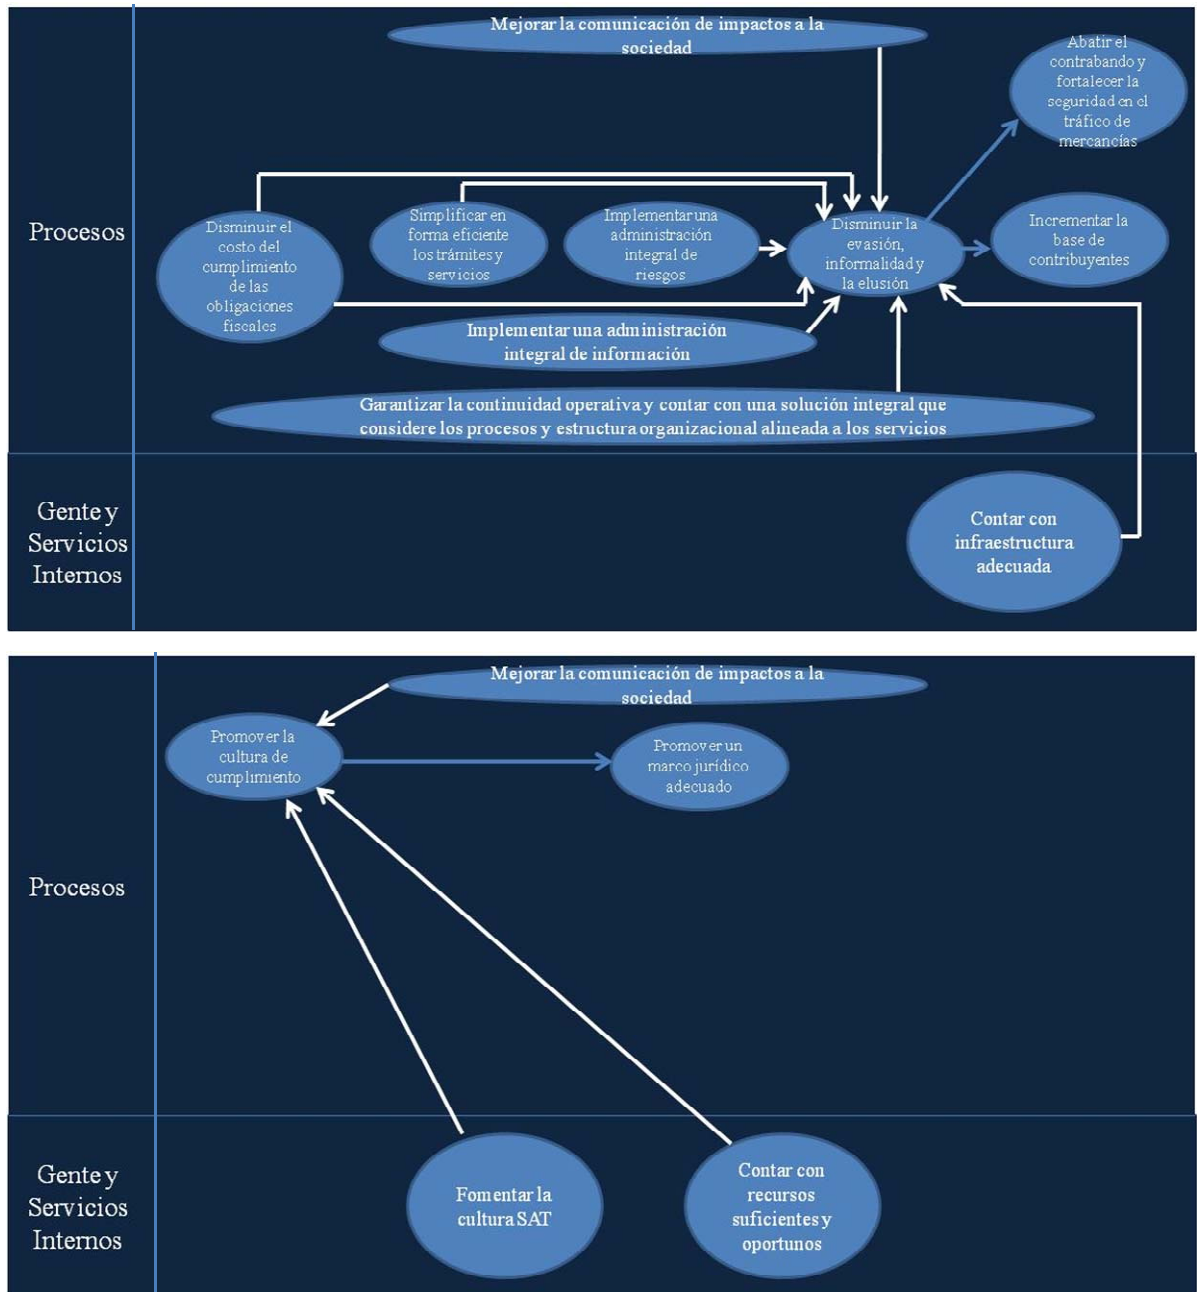 Mejorar la comunicación de impactos a la
sociedad
Abatir el
contrabando y
fortalecer la
seguridad en el
tráfico de
mercancías
Procesos
Disminuir el
costo del
cumplimiento
de las
obligaciones
fiscales
Simplificar en
forma eficiente
los trámites y
servicios
Implementar una
administración
integral de
riesgos
Disminuir la
evasión,
informalidad y
la elusión
Incrementar la
base de
contribuyentes
Implementar una administración
integral de información
Garantizar la continuidad operativa y contar con una solución integral que
considere los procesos y estructura organizacional alineada a los servicios
Gente y
Servicios
Internos
Contar con
infraestructura
adecuada
Mejorar la comunicación de impactos a la
sociedad
Promover la
cultura de
cumplimiento
Promover un
marco jurídico
adecuado
Procesos
Gente y
Servicios
Internos
Fomentar la
cultura SAT
Contar con
recursos
suficientes y
oportunos